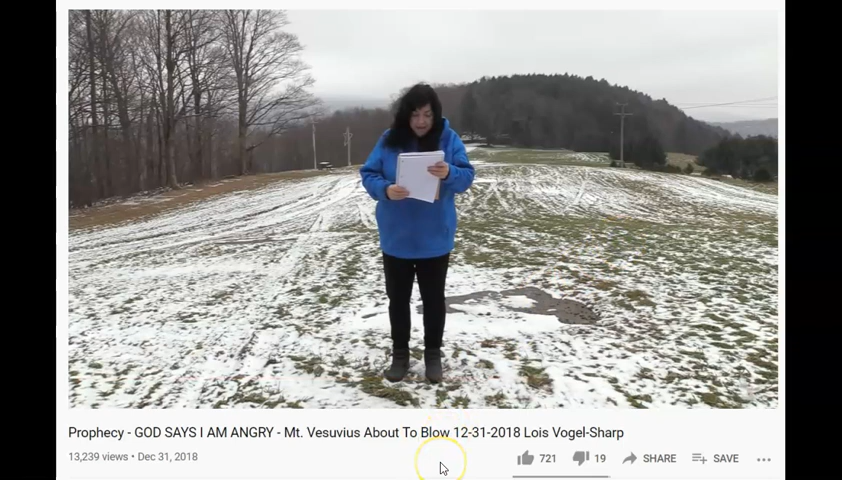 Prophecy - GOD SAYS I AM ANGRY - Mt. Vesuvius About To Blow 12-31-2018 Lois Vogel-Sharp
13,239 views • Dec 31, 2018 721 19 SHARE SAVE